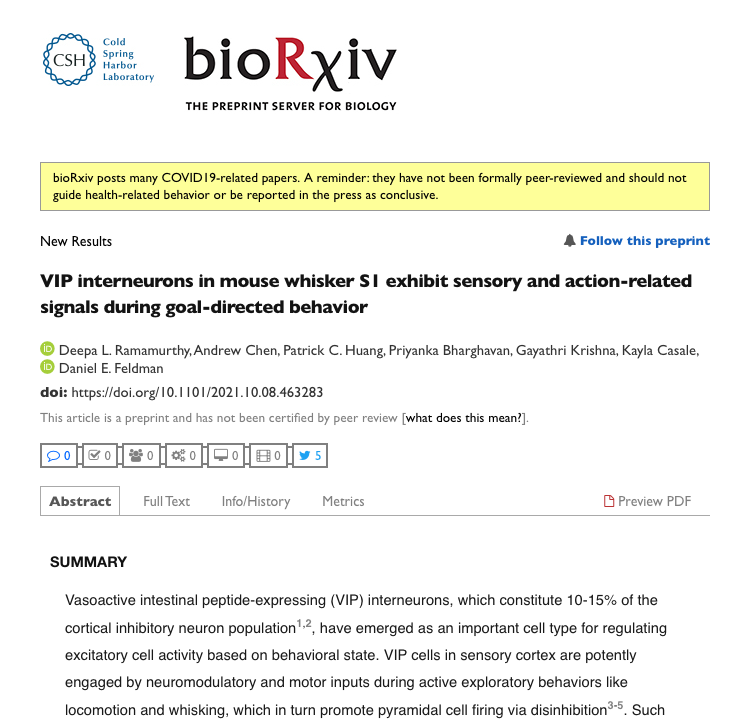 CSH
Cold
Spring
Harbor
Laboratory
bioRxiv
THE PREPRINT SERVER FOR BIOLOGY
bioRxiv posts many COVID19-related papers. A reminder: they have not been formally peer-reviewed and should not
guide health-related behavior or be reported in the press as conclusive.
New Results
Follow this preprint
VIP interneurons in mouse whisker S1 exhibit sensory and action-related
signals during goal-directed behavior
iD Deepa L. Ramamurthy, Andrew Chen, Patrick C. Huang, Priyanka Bharghavan, Gayathri Krishna, Kayla Casale,
iD Daniel E. Feldman
doi: https://doi.org/10.1101/2021.10.08.463283
This article is a preprint and has not been certified by peer review [what does this mean?].
0 0 0 0 0 0 5
Abstract Full Text Info/History Metrics Preview PDF
SUMMARY
Vasoactive intestinal peptide-expressing (VIP) interneurons, which constitute 10-15% of the
cortical inhibitory neuron population1,2, have emerged as an important cell type for regulating
excitatory cell activity based on behavioral state. VIP cells in sensory cortex are potently
engaged by neuromodulatory and motor inputs during active exploratory behaviors like
locomotion and whisking, which in turn promote pyramidal cell firing via disinhibition3-5. Such